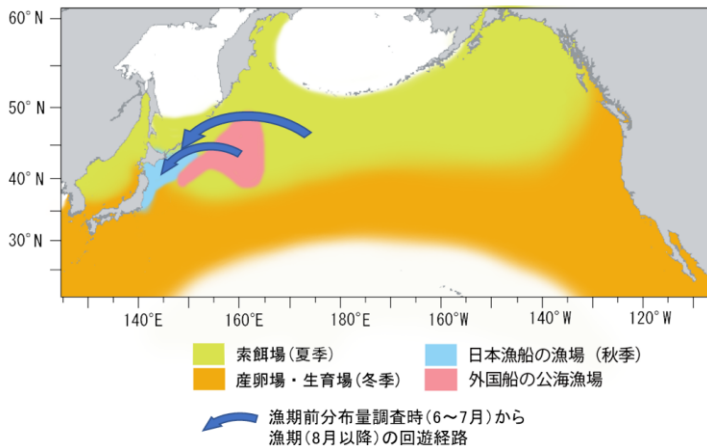 60°N
50°N
40°N
30°N
140°E 160°E 180° 160°W 140°W 120°W
索餌場(夏季)
日本漁船の漁場(秋季)
産卵場・生育場(冬季)
外国船の公海漁場
漁期前分布量調査時(6～7月)から
漁期(8月以降)の回遊経路